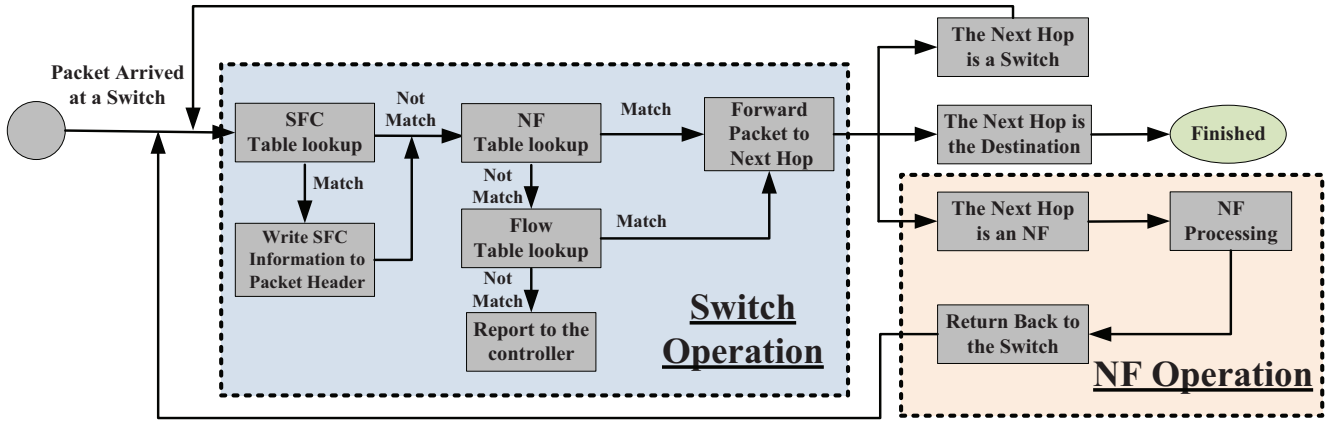 Packet Arrived
at a Switch
SFC
Table lookup
Not
Match
NF
Table lookup
Match
Forward
Packet to
Next Hop
Match
Write SFC
Information to
Packet Header
Not
Match
Flow
Table lookup
Match
Not
Match
Report to the
controller
Switch
Operation
The Next Hop
is a Switch
The Next Hop is
the Destination
Finished
The Next Hop
is an NF
NF
Processing
Return Back to
the Switch
NF Operation